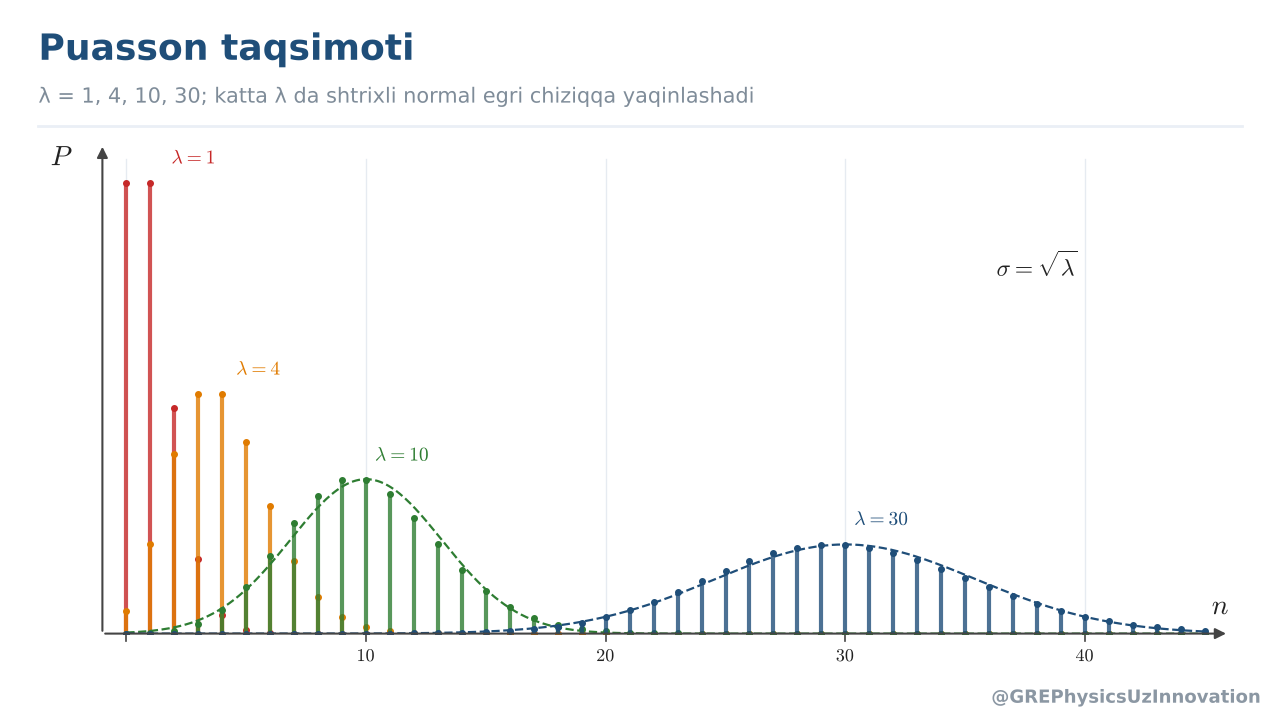 Puasson taqsimoti
λ = 1, 4, 10, 30; katta λ da shtrixli normal egri chiziqqa yaqinlashadi
P
λ = 1
σ = √λ
λ = 4
λ = 10
λ = 30
n
10 20 30 40
@GREPhysicsUzInnovation